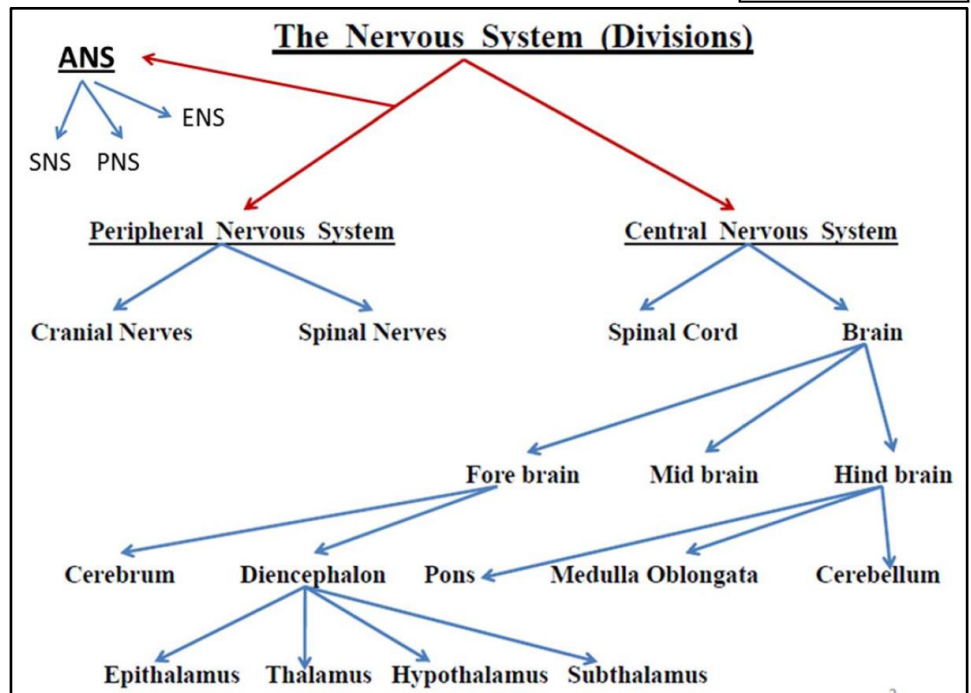 The Nervous System (Divisions)
ANS
ENS
SNS PNS
Peripheral Nervous System Central Nervous System
Cranial Nerves Spinal Nerves Spinal Cord Brain
Fore brain Mid brain Hind brain
Cerebrum Diencephalon Pons Medulla Oblongata Cerebellum
Epithalamus Thalamus Hypothalamus Subthalamus